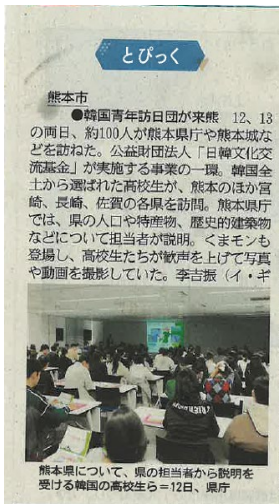 とぴっく
熊本市
●韓国青年訪日団が来熊　12、13
の両日、約100人が熊本県庁や熊本城な
どを訪ねた。公益財団法人「日韓文化交
流基金」が実施する事業の一環。韓国全
土から選ばれた高校生が、熊本のほか宮
崎、長崎、佐賀の各県を訪問。熊本県庁
では、県の人口や特産物、歴史的建築物
などについて担当者が説明。くまモンも
登場し、高校生たちが歓声を上げて写真
や動画を撮影していた。李吉振（イ・ギ
熊本県について、県の担当者から説明を
受ける韓国の高校生ら＝12日、県庁